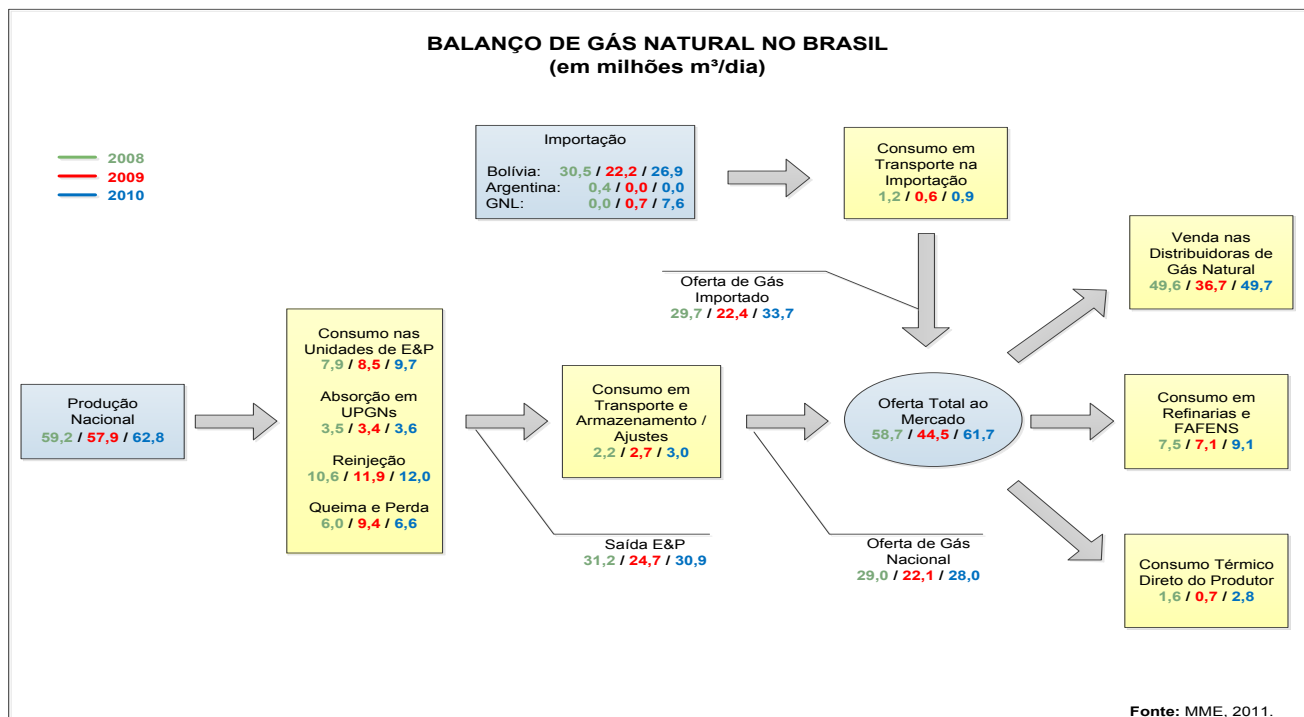 BALANÇO DE GÁS NATURAL NO BRASIL
(em milhões m³/dia)
2008
2009
2010
Importação
Bolívia: 30,5 / 22,2 / 26,9
Argentina: 0,4 / 0,0 / 0,0
GNL: 0,0 / 0,7 / 7,6
Consumo em
Transporte na
Importação
1,2 / 0,6 / 0,9
Oferta de Gás
Importado
29,7 / 22,4 / 33,7
Venda nas
Distribuidoras de
Gás Natural
49,6 / 36,7 / 49,7
Produção
Nacional
59,2 / 57,9 / 62,8
Consumo nas
Unidades de E&P
7,9 / 8,5 / 9,7
Absorção em
UPGNs
3,5 / 3,4 / 3,6
Reinjeção
10,6 / 11,9 / 12,0
Queima e Perda
6,0 / 9,4 / 6,6
Consumo em
Transporte e
Armazenamento /
Ajustes
2,2 / 2,7 / 3,0
Oferta Total ao
Mercado
58,7 / 44,5 / 61,7
Consumo em
Refinarias e
FAFENS
7,5 / 7,1 / 9,1
Saída E&P
31,2 / 24,7 / 30,9
Oferta de Gás
Nacional
29,0 / 22,1 / 28,0
Consumo Térmico
Direto do Produtor
1,6 / 0,7 / 2,8
Fonte: MME, 2011.